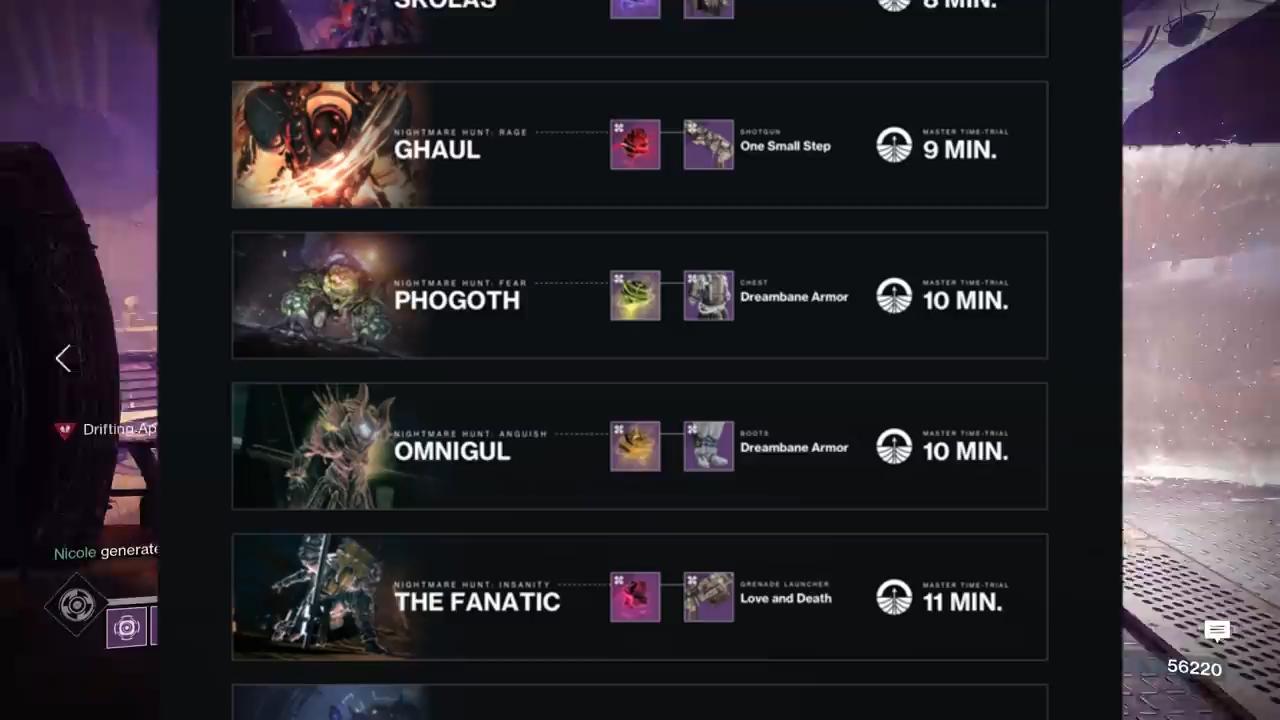 SKOLAS
8 MIN.
NIGHTMARE HUNT: RAGE
GHAUL
SHOTGUN
One Small Step
MASTER TIME-TRIAL
9 MIN.
NIGHTMARE HUNT: FEAR
PHOGOTH
CHEST
Dreambane Armor
MASTER TIME-TRIAL
10 MIN.
NIGHTMARE HUNT: ANGUISH
OMNIGUL
BOOTS
Dreambane Armor
MASTER TIME-TRIAL
10 MIN.
NIGHTMARE HUNT: INSANITY
THE FANATIC
GRENADE LAUNCHER
Love and Death
MASTER TIME-TRIAL
11 MIN.
Drifting Ap
Nicole generate
56220